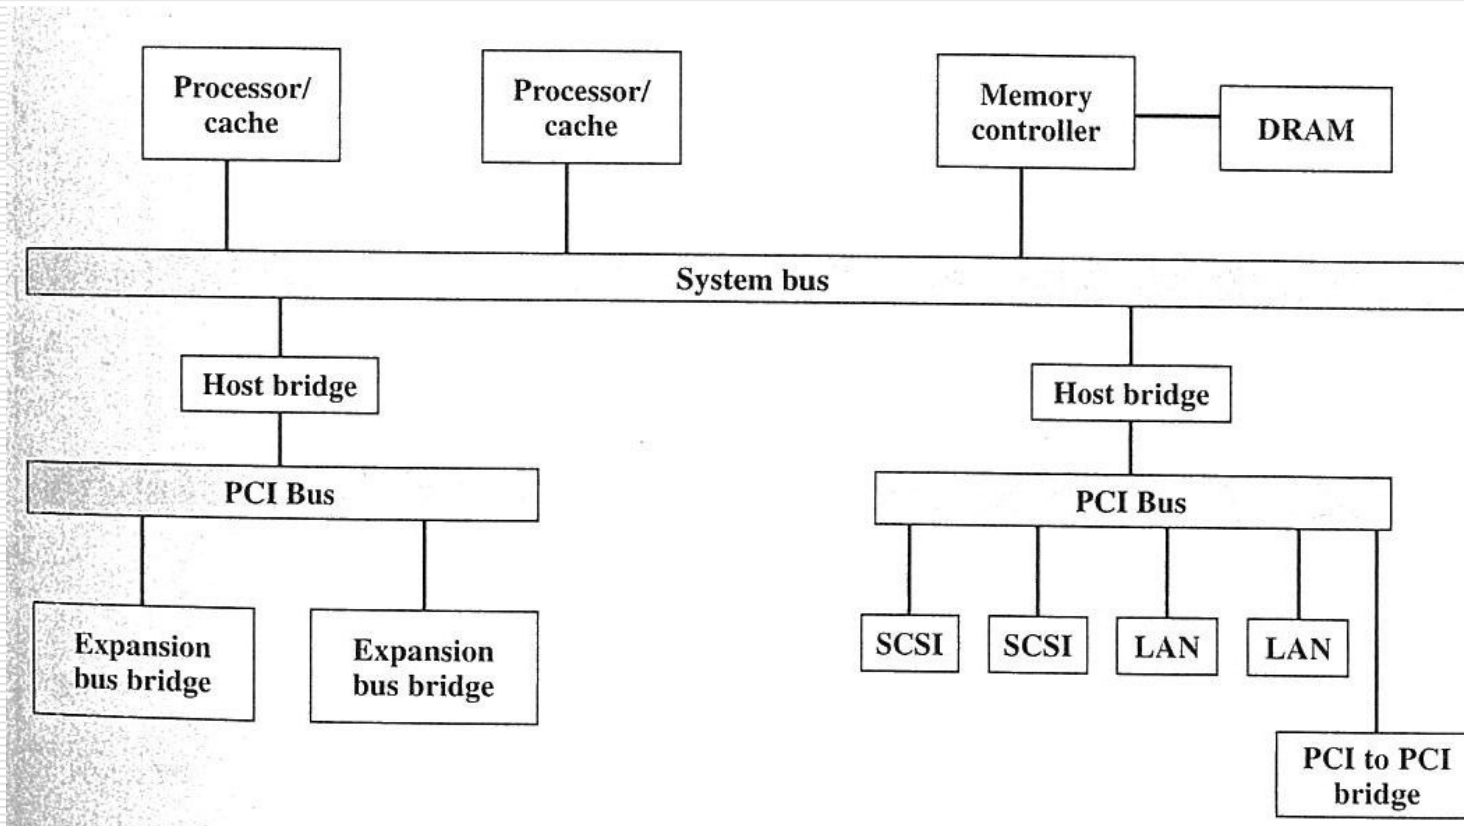 Processor/
cache
Processor/
cache
Memory
controller
DRAM
System bus
Host bridge
Host bridge
PCI Bus
PCI Bus
Expansion
bus bridge
Expansion
bus bridge
SCSI
SCSI
LAN
LAN
PCI to PCI
bridge